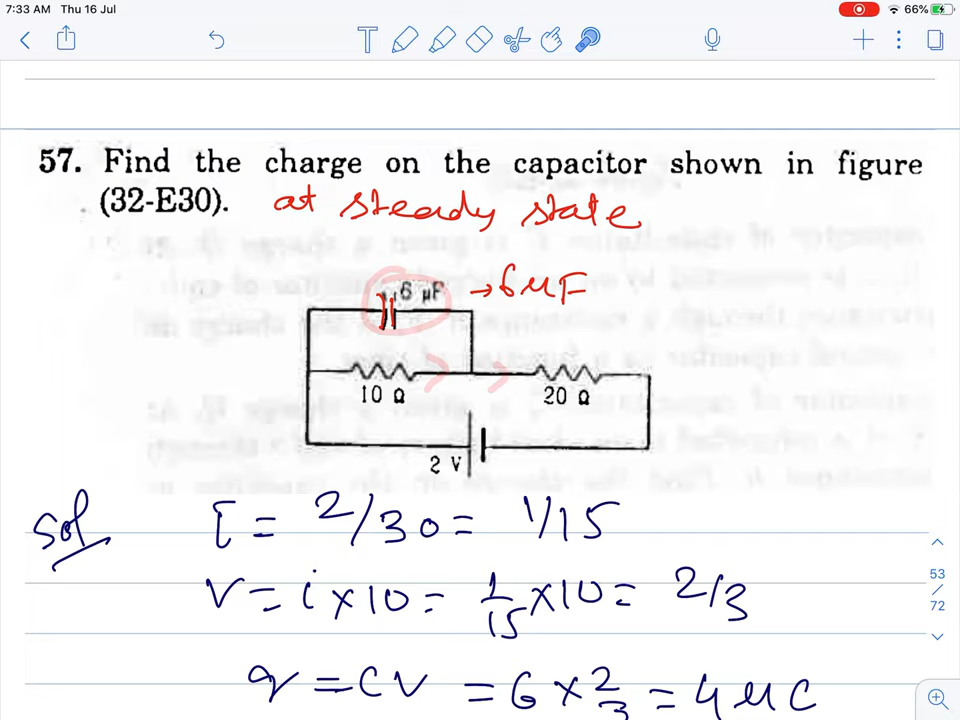 7:33 AM Thu 16 Jul
66%
T
57. Find the charge on the capacitor shown in figure
(32-E30). at steady state
6 µF → 6 µF
10 Ω
20 Ω
2 V
Sol I = 2/30 = 1/15
V = i × 10 = 1/15 × 10 = 2/3
q = CV = 6 × 2/3 = 4 µC
53
/
72